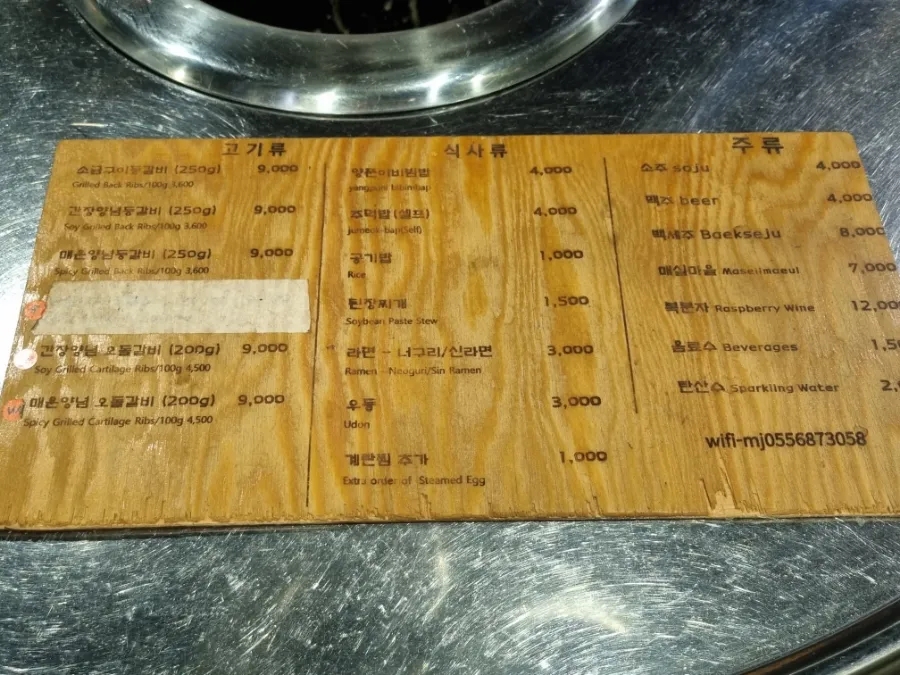 고기류
소금구이등갈비 (250g) 9,000
Grilled Back Ribs/100g 3,600
간장양념등갈비 (250g) 9,000
Soy Grilled Back Ribs/100g 3,600
매운양념등갈비 (250g) 9,000
Spicy Grilled Back Ribs/100g 3,600
간장양념 오돌갈비 (200g) 9,000
Soy Grilled Cartilage Ribs/100g 4,500
매운양념 오돌갈비 (200g) 9,000
Spicy Grilled Cartilage Ribs/100g 4,500
식사류
양푼이비빔밥 4,000
yangpuni bibimbap
주먹밥(셀프) 4,000
jumeok-bap(Self)
공기밥 1,000
Rice
된장찌개 1,500
Soybean Paste Stew
라면 - 너구리/신라면 3,000
Ramen - Neuguri/Sin Ramen
우동 3,000
Udon
계란찜 추가 1,000
Extra order of Steamed Egg
주류
소주 soju 4,000
맥주 beer 4,000
백세주 Baekseju 8,000
매실마을 Maesilmaeul 7,000
복분자 Raspberry Wine 12,00
음료수 Beverages 1,5
탄산수 Sparkling Water 2,
wifi-mj0556873058